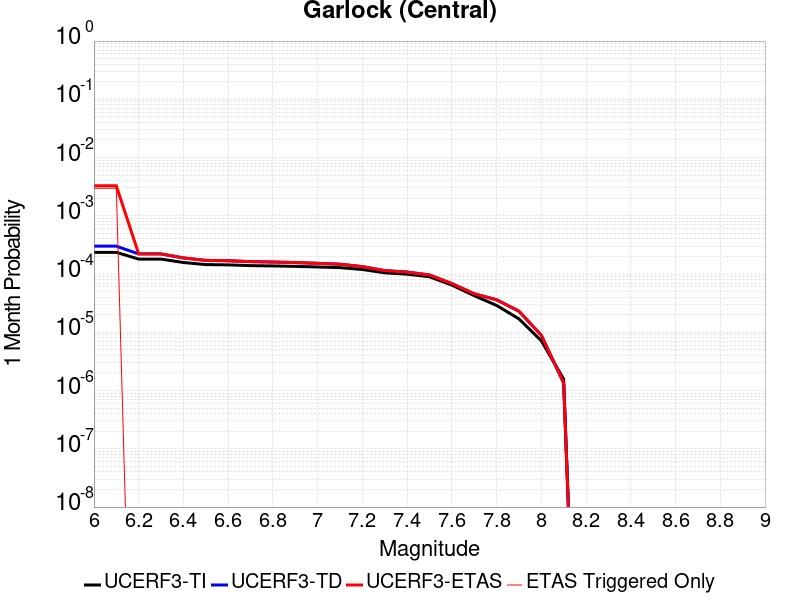 Garlock (Central)
1 Month Probability
10^0
10^-1
10^-2
10^-3
10^-4
10^-5
10^-6
10^-7
10^-8
6 6.2 6.4 6.6 6.8 7 7.2 7.4 7.6 7.8 8 8.2 8.4 8.6 8.8 9
Magnitude
UCERF3-TI UCERF3-TD UCERF3-ETAS ETAS Triggered Only